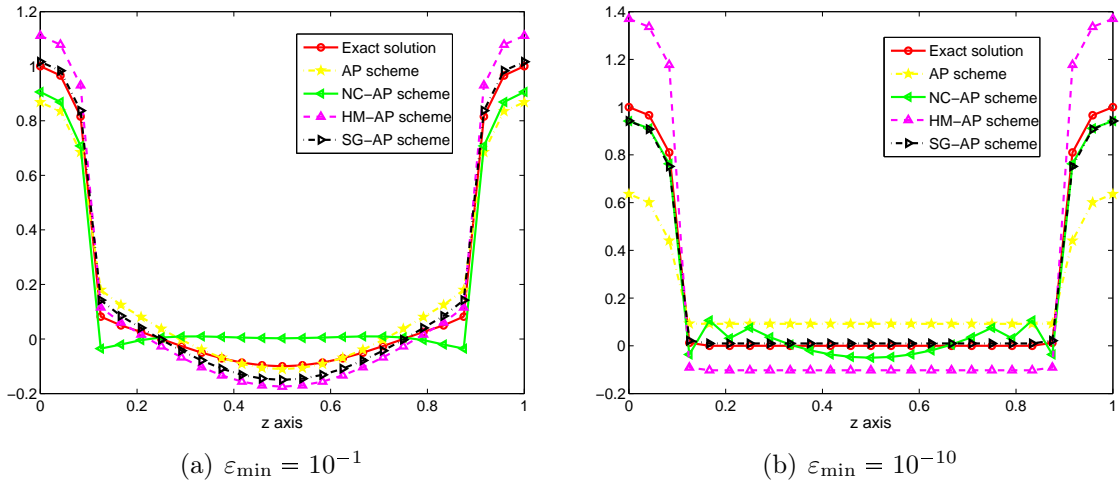 1.2
1
0.8
0.6
0.4
0.2
0
−0.2
0 0.2 0.4 0.6 0.8 1
z axis
Exact solution
AP scheme
NC−AP scheme
HM−AP scheme
SG−AP scheme
(a) εmin = 10−1
1.4
1.2
1
0.8
0.6
0.4
0.2
0
−0.2
0 0.2 0.4 0.6 0.8 1
z axis
Exact solution
AP scheme
NC−AP scheme
HM−AP scheme
SG−AP scheme
(b) εmin = 10−10